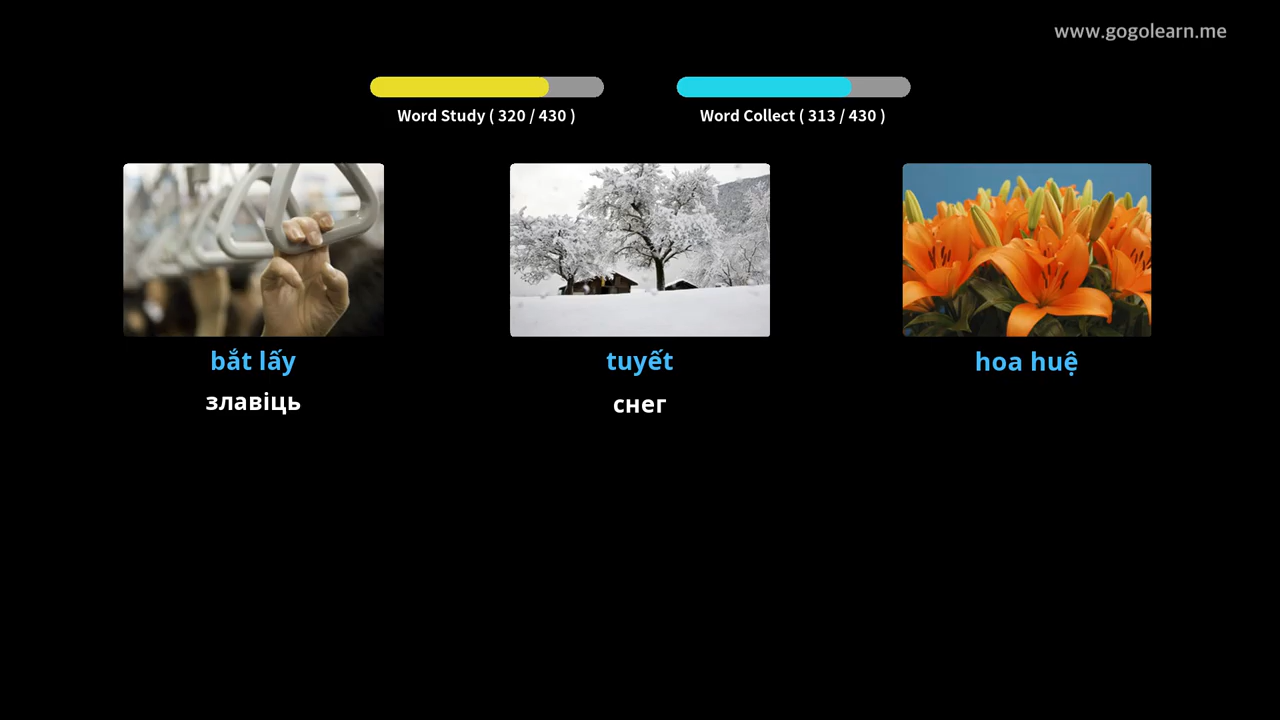 www.gogolearn.me
Word Study ( 320 / 430 )
Word Collect ( 313 / 430 )
bắt lấy
tuyết
hoa huệ
злавіць
снег